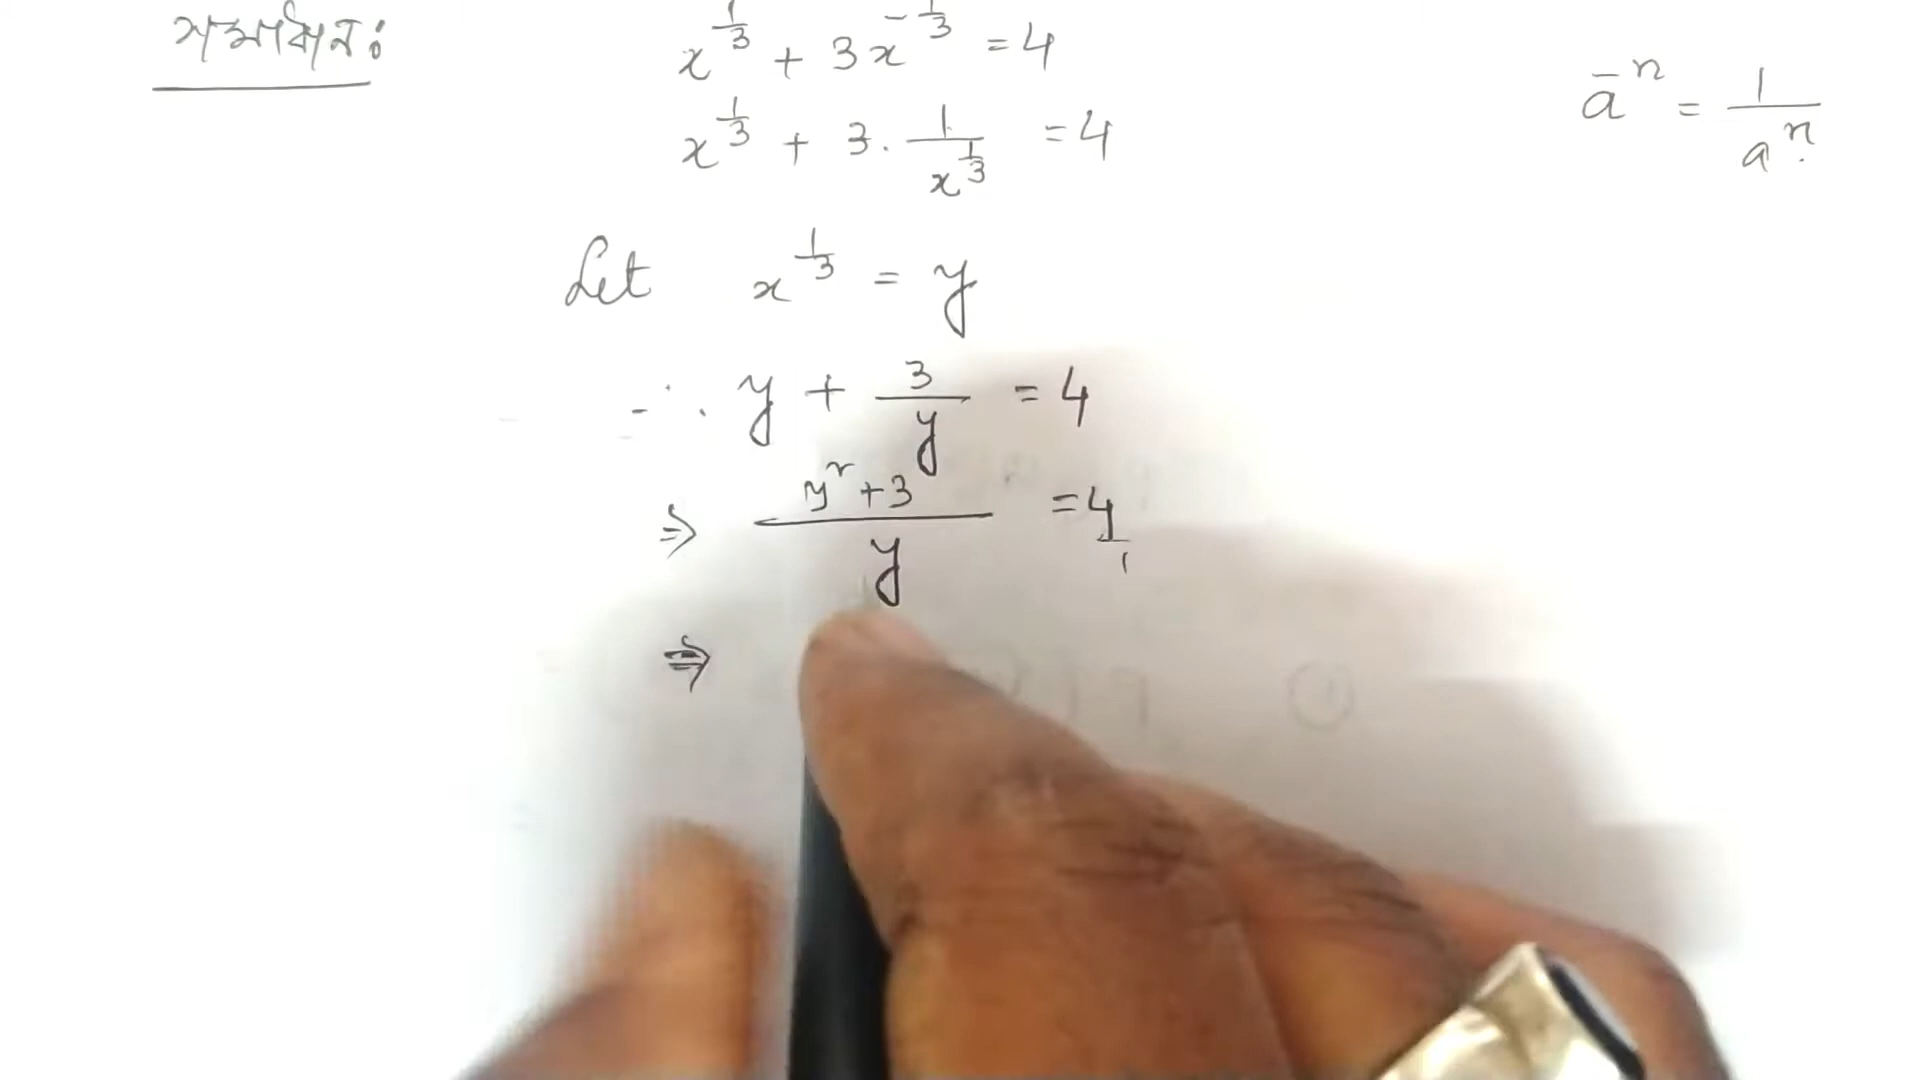 সমাধান:
x^{1/3} + 3x^{-1/3} = 4
x^{1/3} + 3. 1/x^{1/3} = 4
a^{-n} = 1/a^{n}.
Let x^{1/3} = y
∴ y + 3/y = 4
⇒ (y^২+3)/y = 4/1
⇒